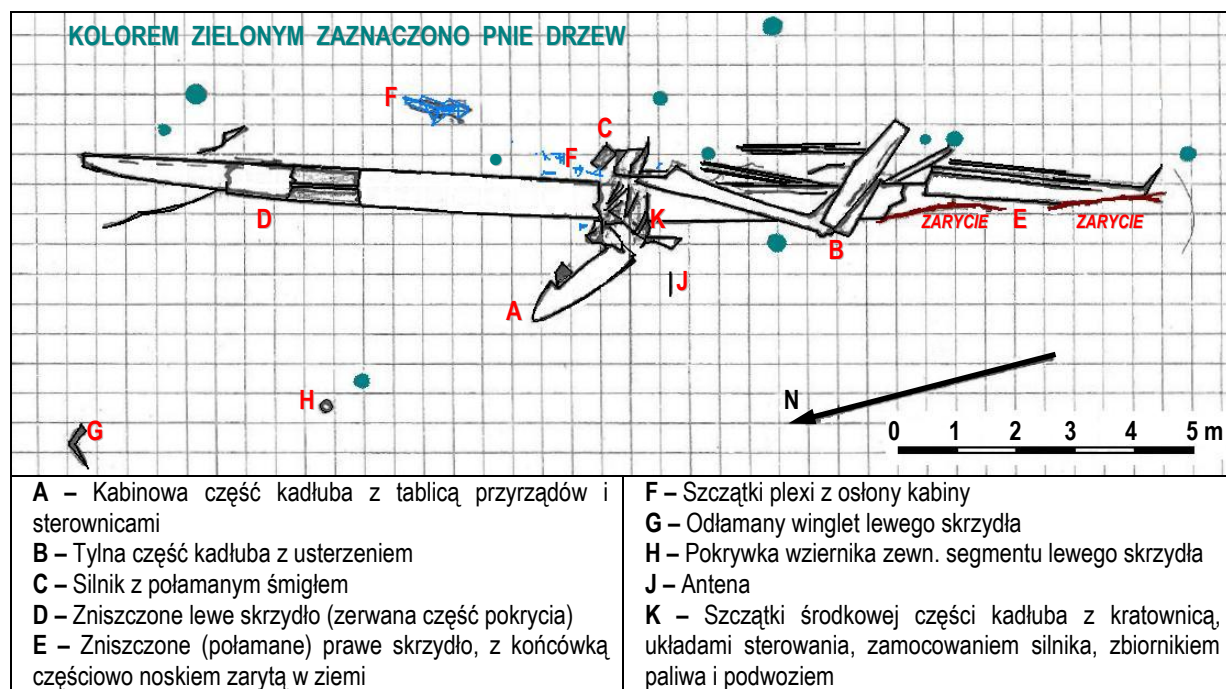 KOLOREM ZIELONYM ZAZNACZONO PNIE DRZEW
F
C
F
D
K
ZARYCIE E ZARYCIE
B
J
A
H
N
G
0 1 2 3 4 5 m
A – Kabinowa część kadłuba z tablicą przyrządów i
sterownicami
B – Tylna część kadłuba z usterzeniem
C – Silnik z połamanym śmigłem
D – Zniszczone lewe skrzydło (zerwana część pokrycia)
E – Zniszczone (połamane) prawe skrzydło, z końcówką
częściowo noskiem zarytą w ziemi
F – Szczątki plexi z osłony kabiny
G – Odłamany winglet lewego skrzydła
H – Pokrywka wziernika zewn. segmentu lewego skrzydła
J – Antena
K – Szczątki środkowej części kadłuba z kratownicą,
układami sterowania, zamocowaniem silnika, zbiornikiem
paliwa i podwoziem